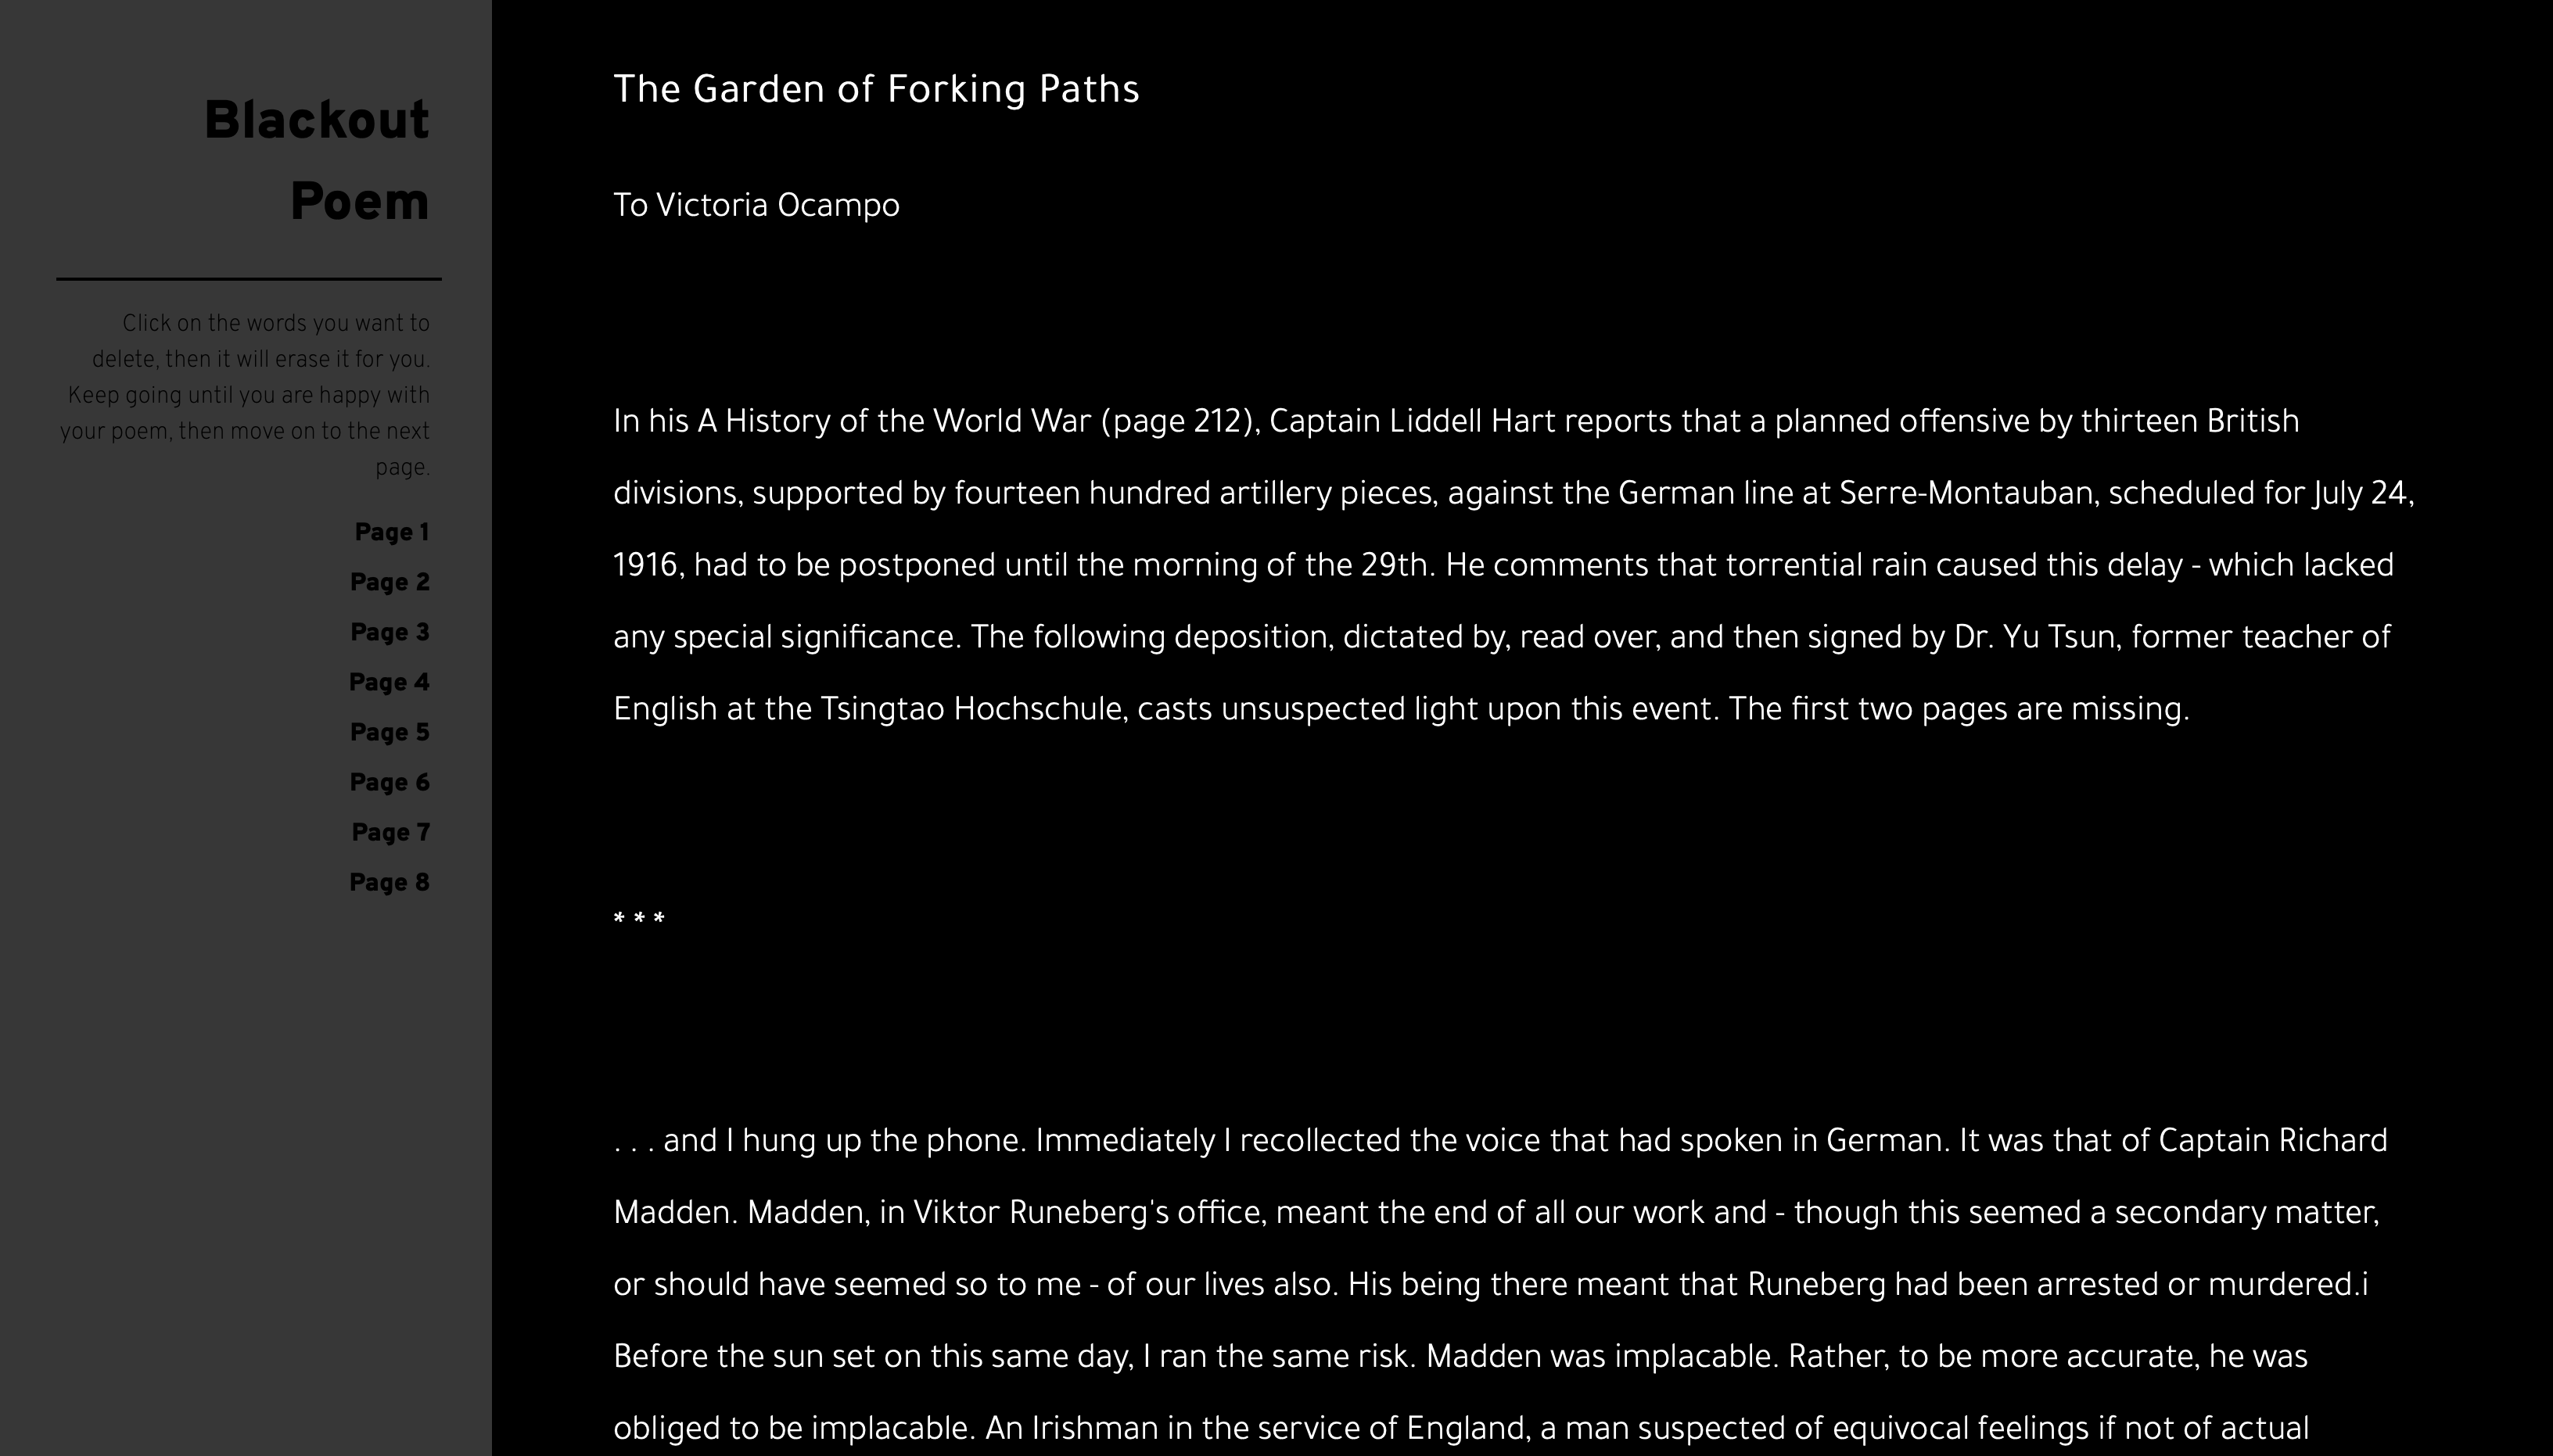 Blackout
Poem
Click on the words you want to
delete, then it will erase it for you.
Keep going until you are happy with
your poem, then move on to the next
page.
Page 1
Page 2
Page 3
Page 4
Page 5
Page 6
Page 7
Page 8
The Garden of Forking Paths
To Victoria Ocampo
In his A History of the World War (page 212), Captain Liddell Hart reports that a planned offensive by thirteen British
divisions, supported by fourteen hundred artillery pieces, against the German line at Serre-Montauban, scheduled for July 24,
1916, had to be postponed until the morning of the 29th. He comments that torrential rain caused this delay - which lacked
any special significance. The following deposition, dictated by, read over, and then signed by Dr. Yu Tsun, former teacher of
English at the Tsingtao Hochschule, casts unsuspected light upon this event. The first two pages are missing.
* * *
. . . and I hung up the phone. Immediately I recollected the voice that had spoken in German. It was that of Captain Richard
Madden. Madden, in Viktor Runeberg's office, meant the end of all our work and - though this seemed a secondary matter,
or should have seemed so to me - of our lives also. His being there meant that Runeberg had been arrested or murdered.i
Before the sun set on this same day, I ran the same risk. Madden was implacable. Rather, to be more accurate, he was
obliged to be implacable. An Irishman in the service of England, a man suspected of equivocal feelings if not of actual